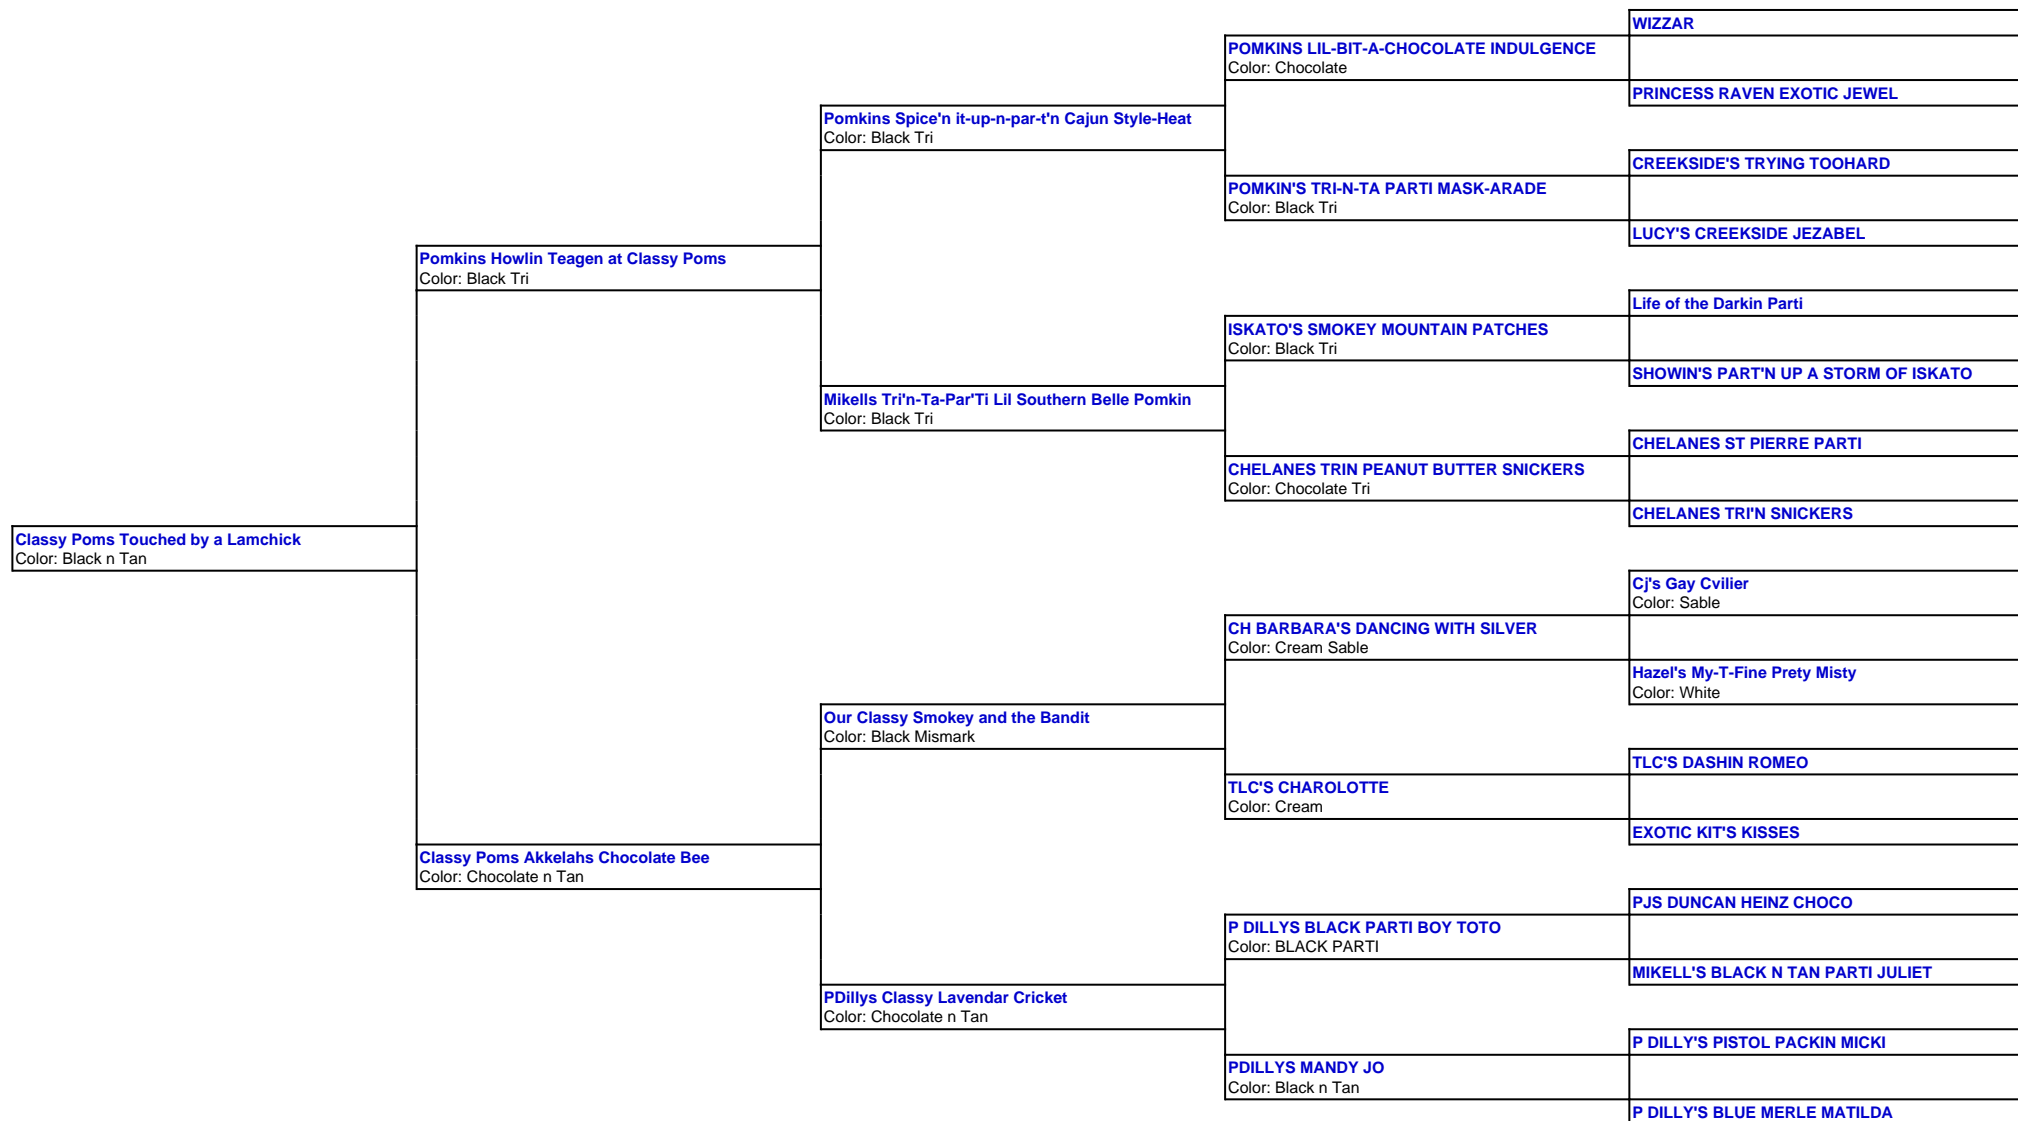 WIZZAR
POMKINS LIL-BIT-A-CHOCOLATE INDULGENCE
Color: Chocolate
PRINCESS RAVEN EXOTIC JEWEL
Pomkins Spice'n it-up-n-par-t'n Cajun Style-Heat
Color: Black Tri
CREEKSIDE'S TRYING TOOHARD
POMKIN'S TRI-N-TA PARTI MASK-ARADE
Color: Black Tri
LUCY'S CREEKSIDE JEZABEL
Pomkins Howlin Teagen at Classy Poms
Color: Black Tri
Life of the Darkin Parti
ISKATO'S SMOKEY MOUNTAIN PATCHES
Color: Black Tri
SHOWIN'S PART'N UP A STORM OF ISKATO
Mikells Tri'n-Ta-Par'Ti Lil Southern Belle Pomkin
Color: Black Tri
CHELANES ST PIERRE PARTI
CHELANES TRIN PEANUT BUTTER SNICKERS
Color: Chocolate Tri
CHELANES TRI'N SNICKERS
Classy Poms Touched by a Lamchick
Color: Black n Tan
Cj's Gay Cvilier
Color: Sable
CH BARBARA'S DANCING WITH SILVER
Color: Cream Sable
Hazel's My-T-Fine Prety Misty
Color: White
Our Classy Smokey and the Bandit
Color: Black Mismark
TLC'S DASHIN ROMEO
TLC'S CHAROLOTTE
Color: Cream
EXOTIC KIT'S KISSES
Classy Poms Akkelahs Chocolate Bee
Color: Chocolate n Tan
PJS DUNCAN HEINZ CHOCO
P DILLYS BLACK PARTI BOY TOTO
Color: BLACK PARTI
MIKELL'S BLACK N TAN PARTI JULIET
PDillys Classy Lavendar Cricket
Color: Chocolate n Tan
P DILLY'S PISTOL PACKIN MICKI
PDILLYS MANDY JO
Color: Black n Tan
P DILLY'S BLUE MERLE MATILDA